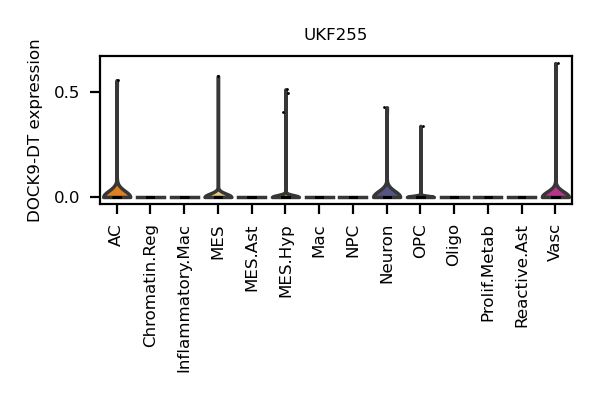 UKF255
DOCK9-DT expression
0.5
0.0
AC
Chromatin.Reg
Inflammatory.Mac
MES
MES.Ast
MES.Hyp
Mac
NPC
Neuron
OPC
Oligo
Prolif.Metab
Reactive.Ast
Vasc